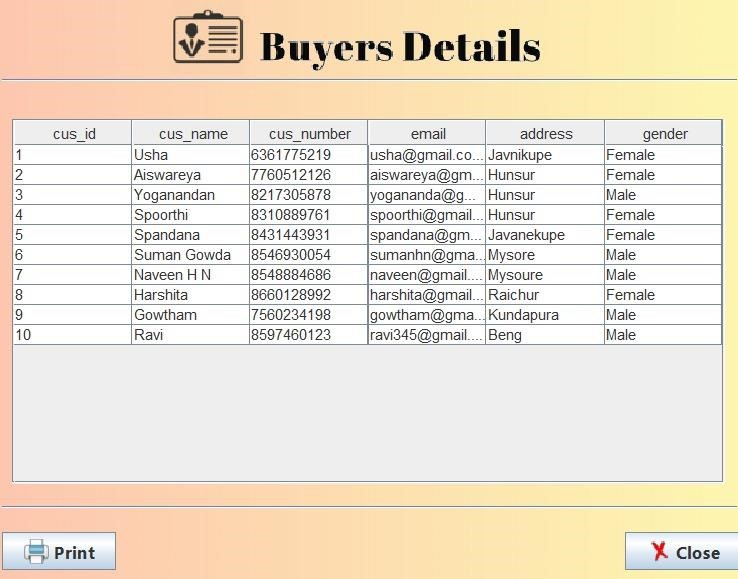 Buyers Details
cus_id cus_name cus_number email address gender
1 Usha 6361775219 usha@gmail.co... Javnikupe Female
2 Aiswareya 7760512126 aiswareya@gm... Hunsur Female
3 Yoganandan 8217305878 yogananda@g... Hunsur Male
4 Spoorthi 8310889761 spoorthi@gmail... Hunsur Female
5 Spandana 8431443931 spandana@gm... Javanekupe Female
6 Suman Gowda 8546930054 sumanhn@gma... Mysore Male
7 Naveen H N 8548884686 naveen@gmail.... Mysoure Male
8 Harshita 8660128992 harshita@gmail... Raichur Female
9 Gowtham 7560234198 gowtham@gma... Kundapura Male
10 Ravi 8597460123 ravi345@gmail.... Beng Male
Print Close